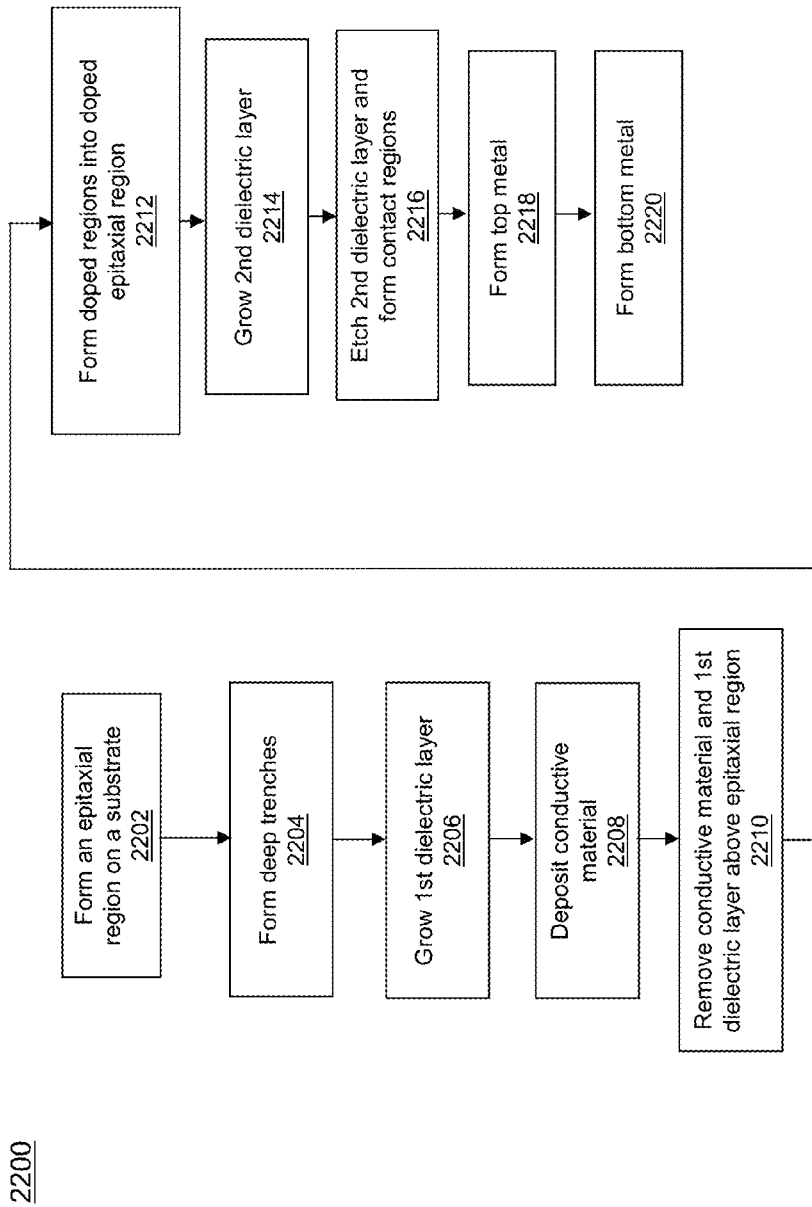 2200
Form an epitaxial
region on a substrate
2202
Form deep trenches
2204
Grow 1st dielectric layer
2206
Deposit conductive
material
2208
Remove conductive material and 1st
dielectric layer above epitaxial region
2210
Form doped regions into doped
epitaxial region
2212
Grow 2nd dielectric layer
2214
Etch 2nd dielectric layer and
form contact regions
2216
Form top metal
2218
Form bottom metal
2220